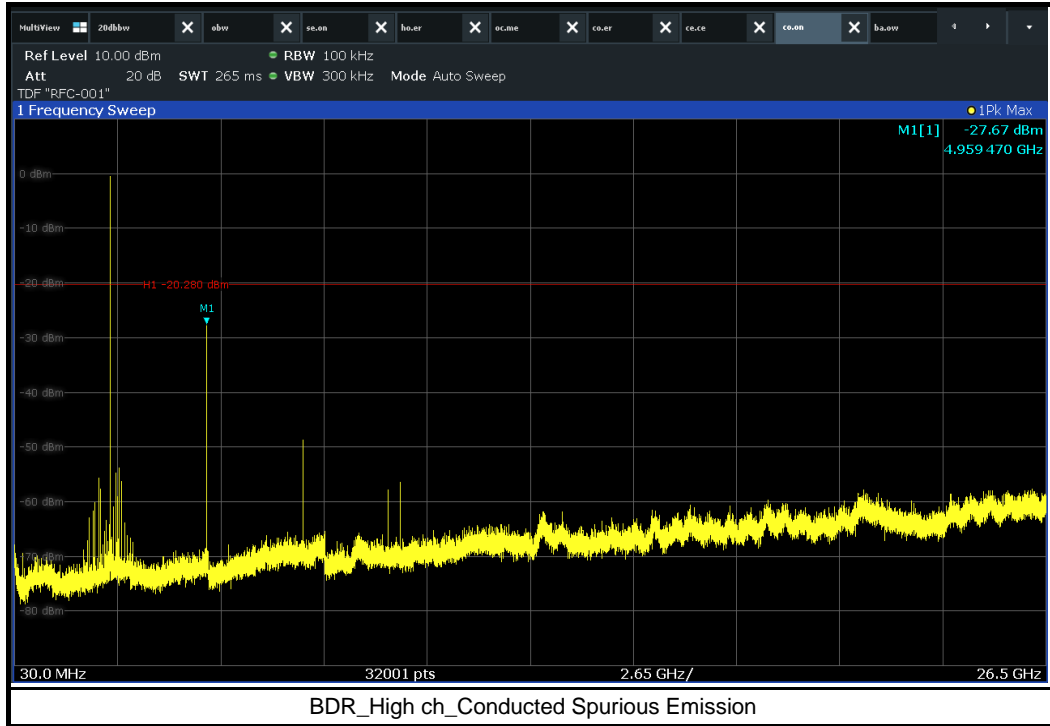 MultiView 20dbbw obw se.on ho.er oc.me co.er ce.ce co.on ba.ow
Ref Level 10.00 dBm RBW 100 kHz
Att 20 dB SWT 265 ms VBW 300 kHz Mode Auto Sweep
TDF "RFC-001"
1 Frequency Sweep 1Pk Max
M1[1] -27.67 dBm
4.959 470 GHz
0 dBm
-10 dBm
-20 dBm
H1 -20.280 dBm
M1
-30 dBm
-40 dBm
-50 dBm
-60 dBm
-70 dBm
-80 dBm
30.0 MHz 32001 pts 2.65 GHz/ 26.5 GHz
BDR_High ch_Conducted Spurious Emission